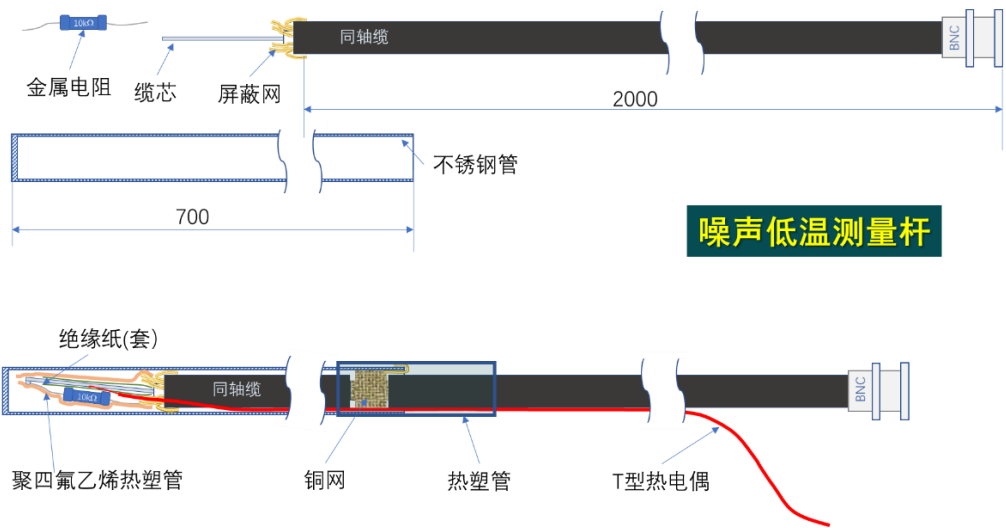 10kΩ
同轴缆
BNC
金属电阻
缆芯
屏蔽网
2000
不锈钢管
700
噪声低温测量杆
绝缘纸(套)
同轴缆
10kΩ
BNC
聚四氟乙烯热塑管
铜网
热塑管
T型热电偶